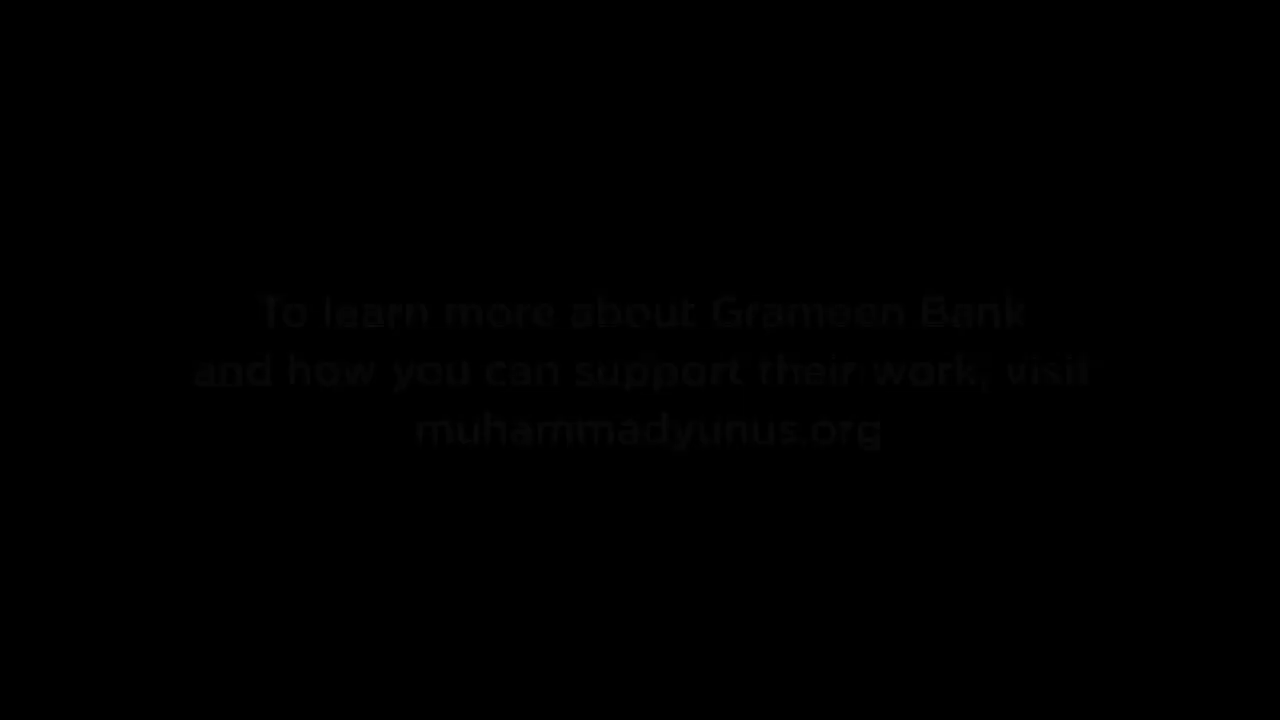 To learn more about Grameen Bank
and how you can support their work, visit
muhammadyunus.org